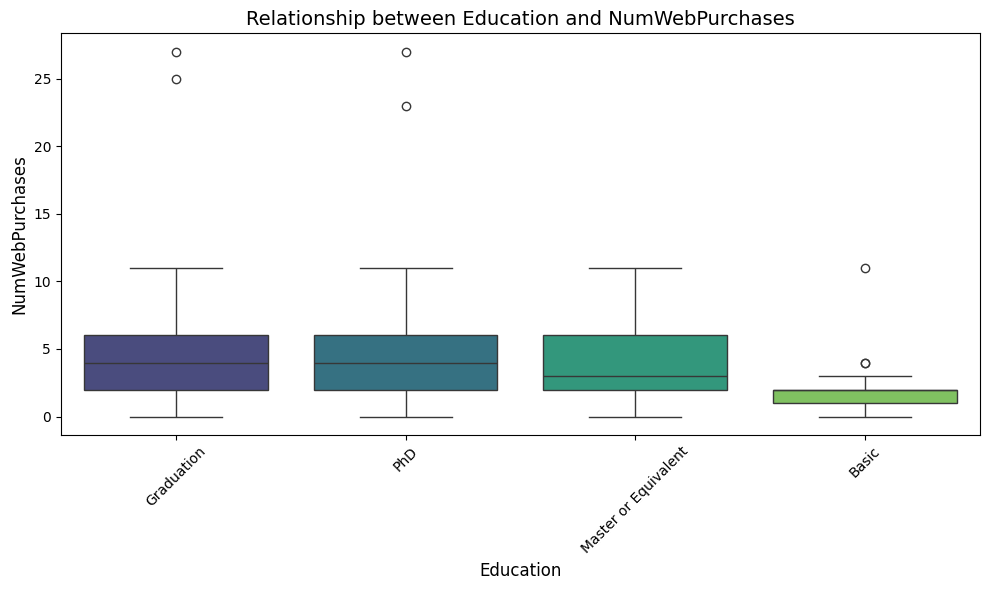 Relationship between Education and NumWebPurchases
NumWebPurchases
25
20
15
10
5
0
Graduation
PhD
Master or Equivalent
Basic
Education